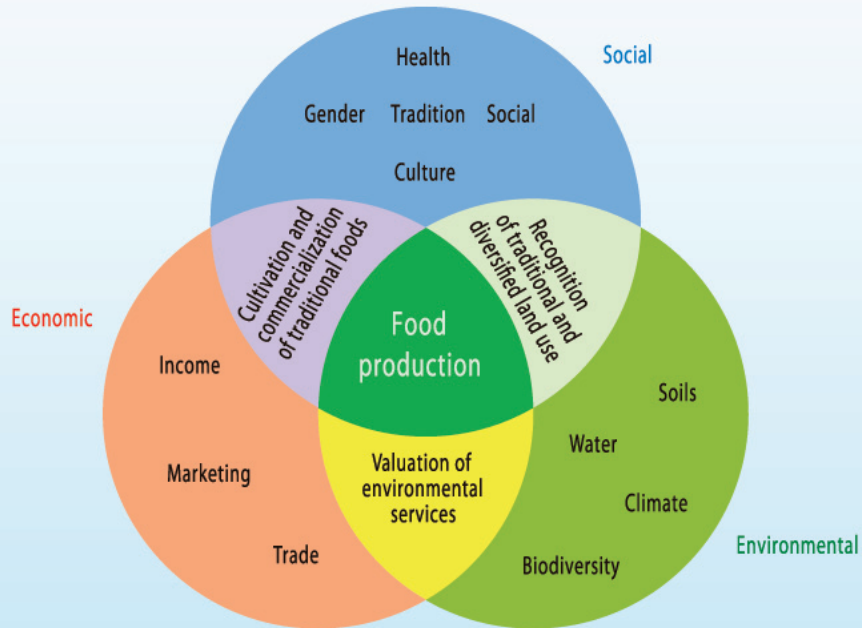 Social
Health
Gender Tradition Social
Culture
Cultivation and
commercialization
of traditional foods
Recognition
of traditional and
diversified land use
Economic
Food
production
Income
Marketing
Trade
Valuation of
environmental
services
Soils
Water
Climate
Biodiversity
Environmental